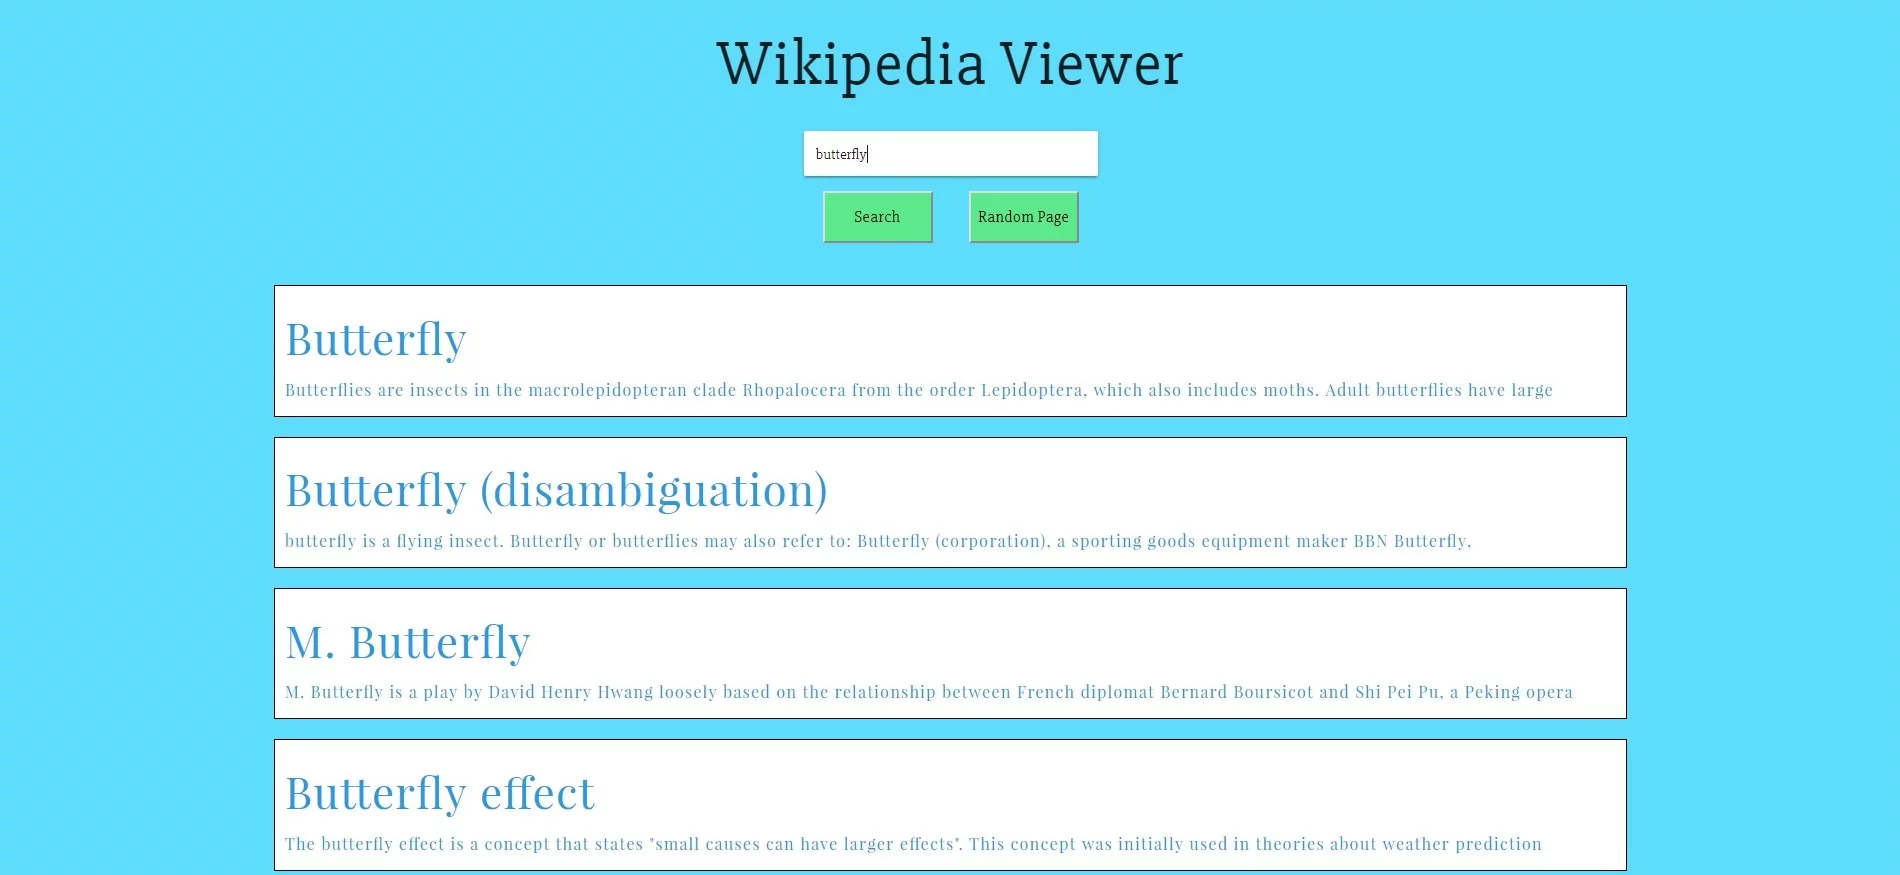 Wikipedia Viewer
butterfly
Search Random Page
Butterfly
Butterflies are insects in the macrolepidopteran clade Rhopalocera from the order Lepidoptera, which also includes moths. Adult butterflies have large
Butterfly (disambiguation)
butterfly is a flying insect. Butterfly or butterflies may also refer to: Butterfly (corporation), a sporting goods equipment maker BBN Butterfly,
M. Butterfly
M. Butterfly is a play by David Henry Hwang loosely based on the relationship between French diplomat Bernard Boursicot and Shi Pei Pu, a Peking opera
Butterfly effect
The butterfly effect is a concept that states "small causes can have larger effects". This concept was initially used in theories about weather prediction